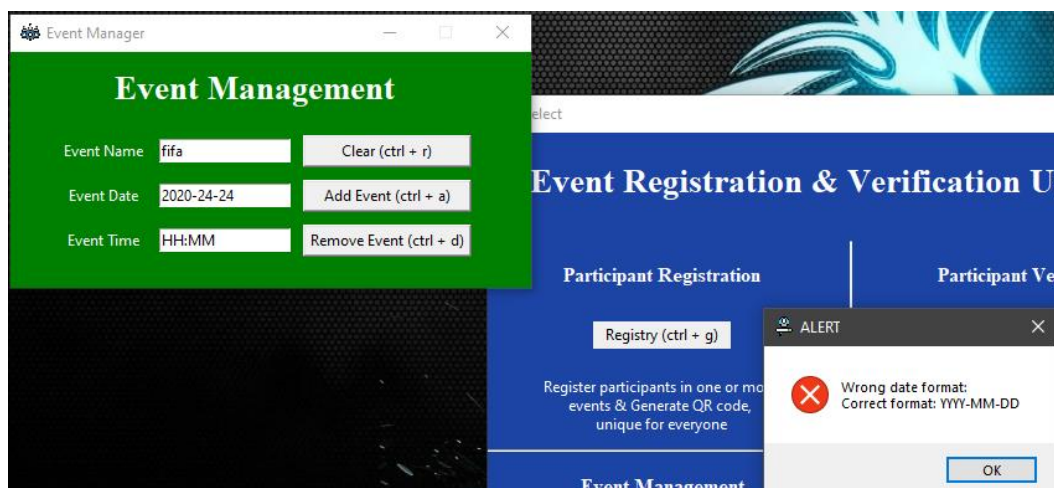 Event Manager
Event Management
Event Name fifa Clear (ctrl + r)
Event Date 2020-24-24 Add Event (ctrl + a)
Event Time HH:MM Remove Event (ctrl + d)
elect
Event Registration & Verification U
Participant Registration
Participant Ve
Registry (ctrl + g)
Register participants in one or mo
events & Generate QR code,
unique for everyone
Event Management
ALERT
Wrong date format:
Correct format: YYYY-MM-DD
OK